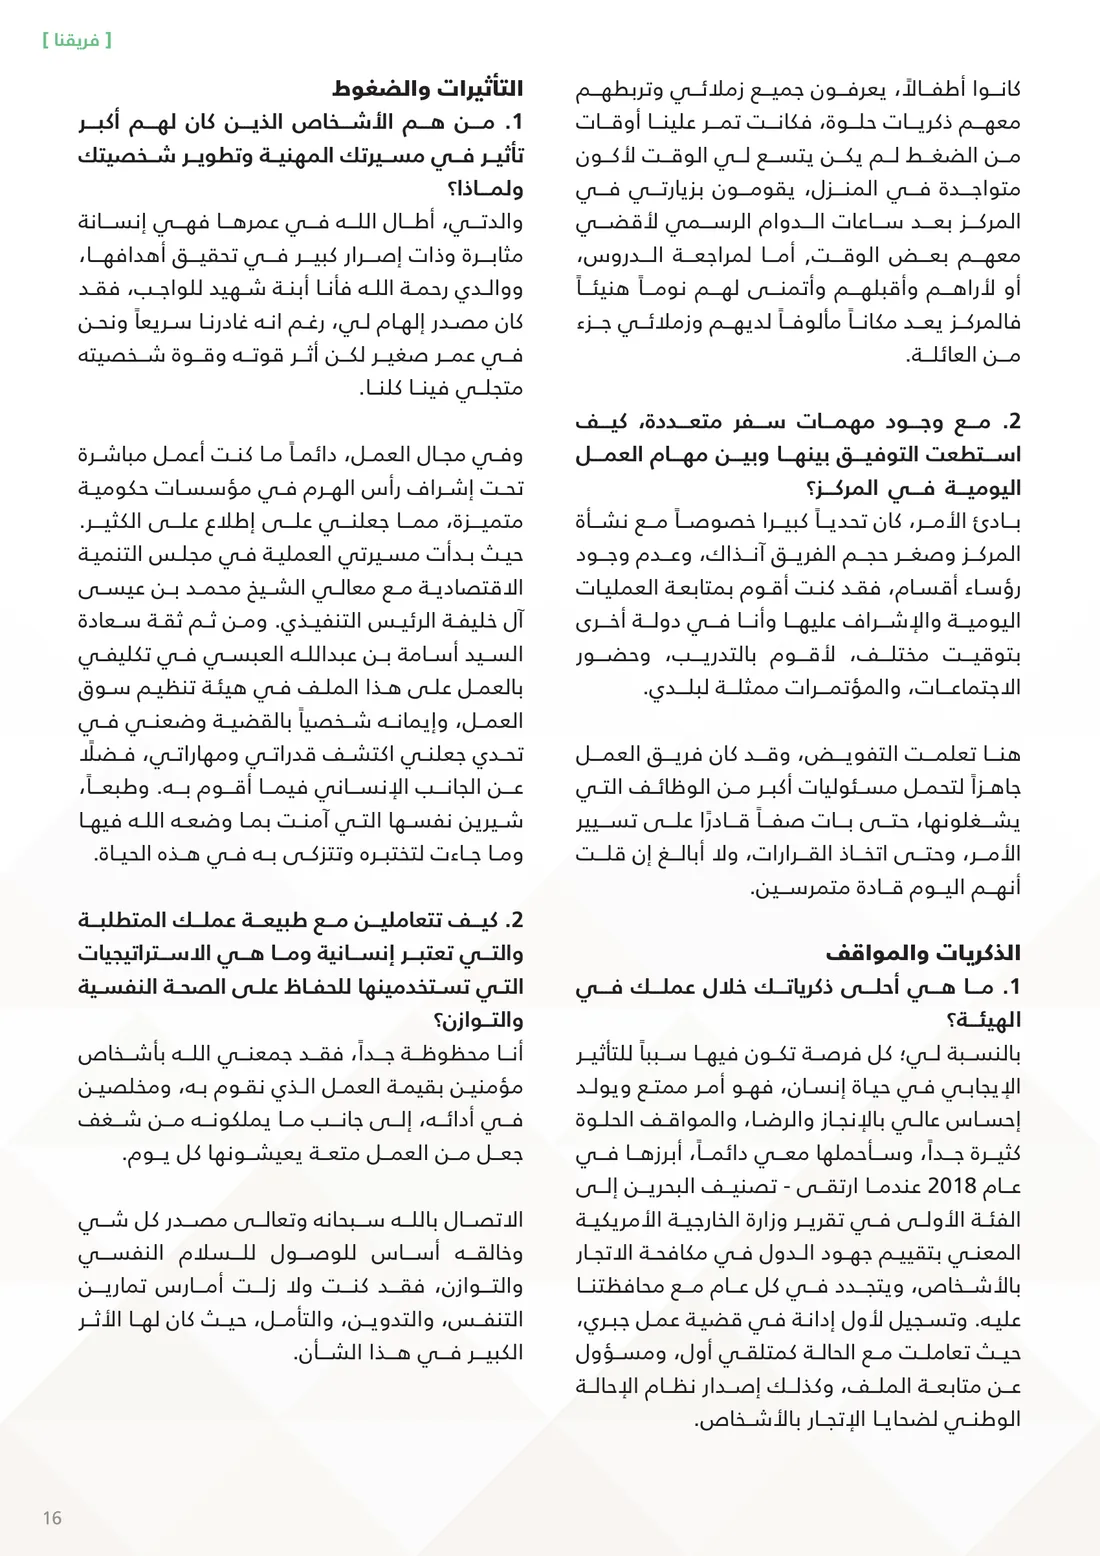 [ فريقنا ]
كانوا أطفالاً، يعرفون جميع زملائي وتربطهم
معهم ذكريات حلوة، فكانت تمر علينا أوقات
من الضغط لم يكن يتسع لي الوقت لأكون
متواجدة في المنزل، يقومون بزيارتي في
المركز بعد ساعات الدوام الرسمي لأقضي
معهم بعض الوقت, أما لمراجعة الدروس،
أو لأراهم وأقبلهم وأتمنى لهم نوماً هنيئاً
فالمركز يعد مكاناً مألوفاً لديهم وزملائي جزء
من العائلة.
2. مع وجود مهمات سفر متعددة، كيف
استطعت التوفيق بينها وبين مهام العمل
اليومية في المركز؟
بادئ الأمر، كان تحدياً كبيرا خصوصاً مع نشأة
المركز وصغر حجم الفريق آنذاك، وعدم وجود
رؤساء أقسام، فقد كنت أقوم بمتابعة العمليات
اليومية والإشراف عليها وأنا في دولة أخرى
بتوقيت مختلف، لأقوم بالتدريب، وحضور
الاجتماعات، والمؤتمرات ممثلة لبلدي.
هنا تعلمت التفويض، وقد كان فريق العمل
جاهزاً لتحمل مسئوليات أكبر من الوظائف التي
يشغلونها، حتى بات صفاً قادرًا على تسيير
الأمر، وحتى اتخاذ القرارات، ولا أبالغ إن قلت
أنهم اليوم قادة متمرسين.
الذكريات والمواقف
1. ما هي أحلى ذكرياتك خلال عملك في
الهيئة؟
بالنسبة لي؛ كل فرصة تكون فيها سبباً للتأثير
الإيجابي في حياة إنسان، فهو أمر ممتع ويولد
إحساس عالي بالإنجاز والرضا، والمواقف الحلوة
كثيرة جداً، وسأحملها معي دائماً، أبرزها في
عام 2018 عندما ارتقى - تصنيف البحرين إلى
الفئة الأولى في تقرير وزارة الخارجية الأمريكية
المعني بتقييم جهود الدول في مكافحة الاتجار
بالأشخاص، ويتجدد في كل عام مع محافظتنا
عليه. وتسجيل لأول إدانة في قضية عمل جبري،
حيث تعاملت مع الحالة كمتلقي أول، ومسؤول
عن متابعة الملف، وكذلك إصدار نظام الإحالة
الوطني لضحايا الإتجار بالأشخاص.
التأثيرات والضغوط
1. من هم الأشخاص الذين كان لهم أكبر
تأثير في مسيرتك المهنية وتطوير شخصيتك
ولماذا؟
والدتي، أطال الله في عمرها فهي إنسانة
مثابرة وذات إصرار كبير في تحقيق أهدافها،
ووالدي رحمة الله فأنا أبنة شهيد للواجب، فقد
كان مصدر إلهام لي، رغم انه غادرنا سريعاً ونحن
في عمر صغير لكن أثر قوته وقوة شخصيته
متجلي فينا كلنا.
وفي مجال العمل، دائماً ما كنت أعمل مباشرة
تحت إشراف رأس الهرم في مؤسسات حكومية
متميزة، مما جعلني على إطلاع على الكثير.
حيث بدأت مسيرتي العملية في مجلس التنمية
الاقتصادية مع معالي الشيخ محمد بن عيسى
آل خليفة الرئيس التنفيذي. ومن ثم ثقة سعادة
السيد أسامة بن عبدالله العبسي في تكليفي
بالعمل على هذا الملف في هيئة تنظيم سوق
العمل، وإيمانه شخصياً بالقضية وضعني في
تحدي جعلني اكتشف قدراتي ومهاراتي، فضلًا
عن الجانب الإنساني فيما أقوم به. وطبعاً،
شيرين نفسها التي آمنت بما وضعه الله فيها
وما جاءت لتختبره وتتزكى به في هذه الحياة.
2. كيف تتعاملين مع طبيعة عملك المتطلبة
والتي تعتبر إنسانية وما هي الاستراتيجيات
التي تستخدمينها للحفاظ على الصحة النفسية
والتوازن؟
أنا محظوظة جداً، فقد جمعني الله بأشخاص
مؤمنين بقيمة العمل الذي نقوم به، ومخلصين
في أدائه، إلى جانب ما يملكونه من شغف
جعل من العمل متعة يعيشونها كل يوم.
الاتصال بالله سبحانه وتعالى مصدر كل شي
وخالقه أساس للوصول للسلام النفسي
والتوازن، فقد كنت ولا زلت أمارس تمارين
التنفس، والتدوين، والتأمل، حيث كان لها الأثر
الكبير في هذا الشأن.
16